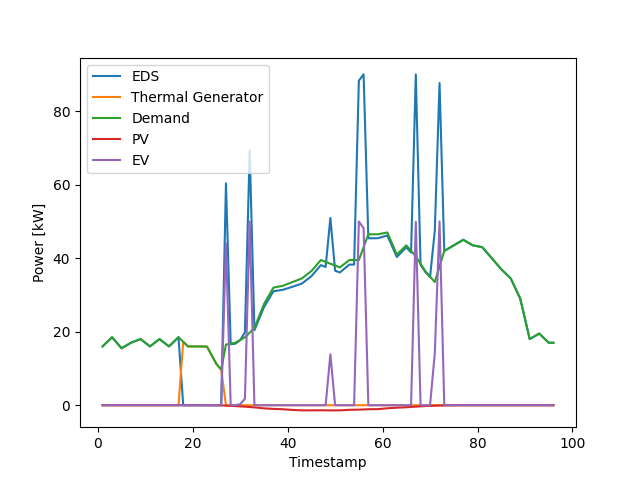 EDS
Thermal Generator
Demand
PV
EV
Power [kW]
80
60
40
20
0
0 20 40 60 80 100
Timestamp